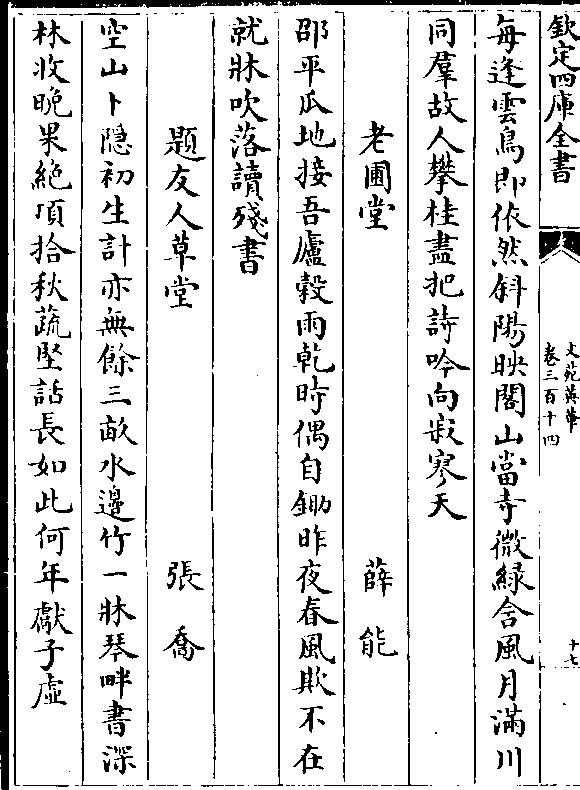 欽定四庫全書
文苑英華
卷三百十四
十七
每逢雲鳥即依然斜陽映閣山當寺微緑含風月滿川
同羣故人攀桂盡把詩吟向寂寥天
老圃堂　薛能
邵平瓜地接吾廬榖雨乾時偶自鋤昨夜春風欺不在
就牀吹落讀殘書
題友人草堂　張喬
空山卜隠初生計亦無餘三畝水邊竹一牀琴畔書深
林收晚果絶頂拾秋蔬堅話長如此何年獻子虛